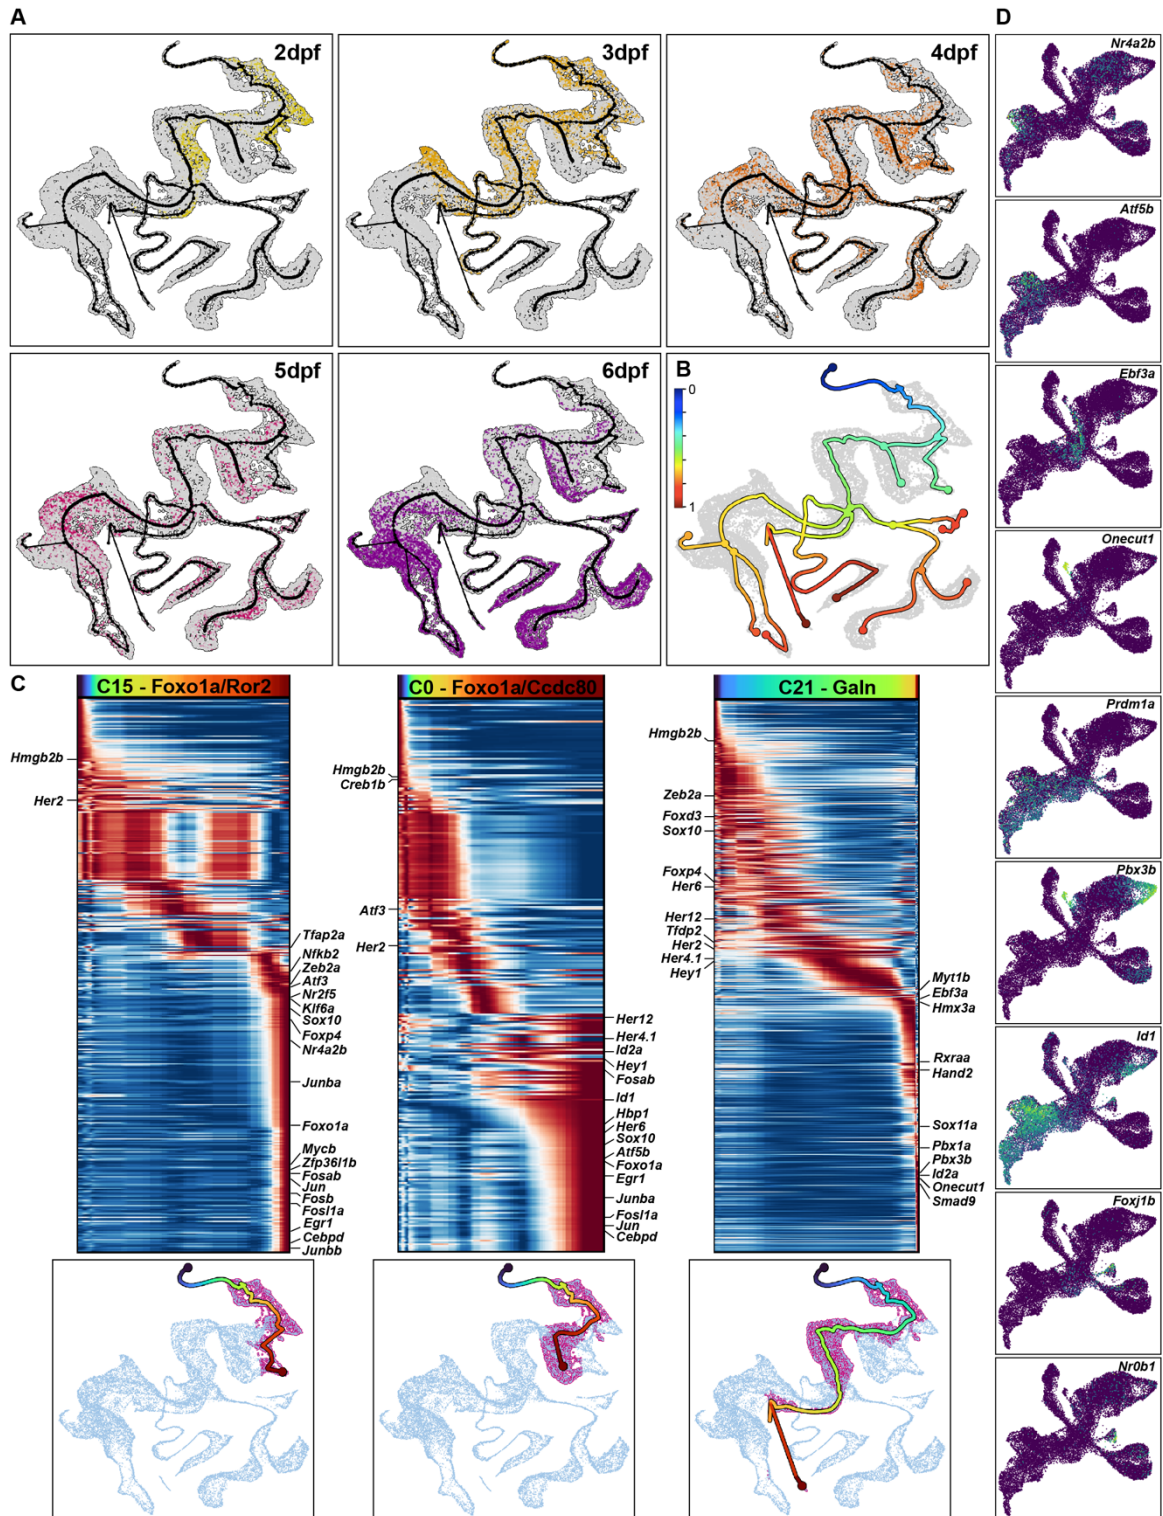 A
2dpf
3dpf
4dpf
5dpf
6dpf
B
0
1
C
C15 - Foxo1a/Ror2
Hmgb2b
Her2
Tfap2a
Nfkb2
Zeb2a
Atf3
Nr2f5
Klf6a
Sox10
Foxp4
Nr4a2b
Junba
Foxo1a
Mycb
Zfp36l1b
Fosab
Jun
Fosb
Fosl1a
Egr1
Cebpd
Junbb
C0 - Foxo1a/Ccdc80
Hmgb2b
Creb1b
Atf3
Her2
Her12
Her4.1
Id2a
Hey1
Fosab
Id1
Hbp1
Her6
Sox10
Atf5b
Foxo1a
Egr1
Junba
Fosl1a
Jun
Cebpd
C21 - Galn
Hmgb2b
Zeb2a
Foxd3
Sox10
Foxp4
Her6
Her12
Tfdp2
Her2
Her4.1
Hey1
Myt1b
Ebf3a
Hmx3a
Rxraa
Hand2
Sox11a
Pbx1a
Pbx3b
Id2a
Onecut1
Smad9
D
Nr4a2b
Atf5b
Ebf3a
Onecut1
Prdm1a
Pbx3b
Id1
Foxj1b
Nr0b1